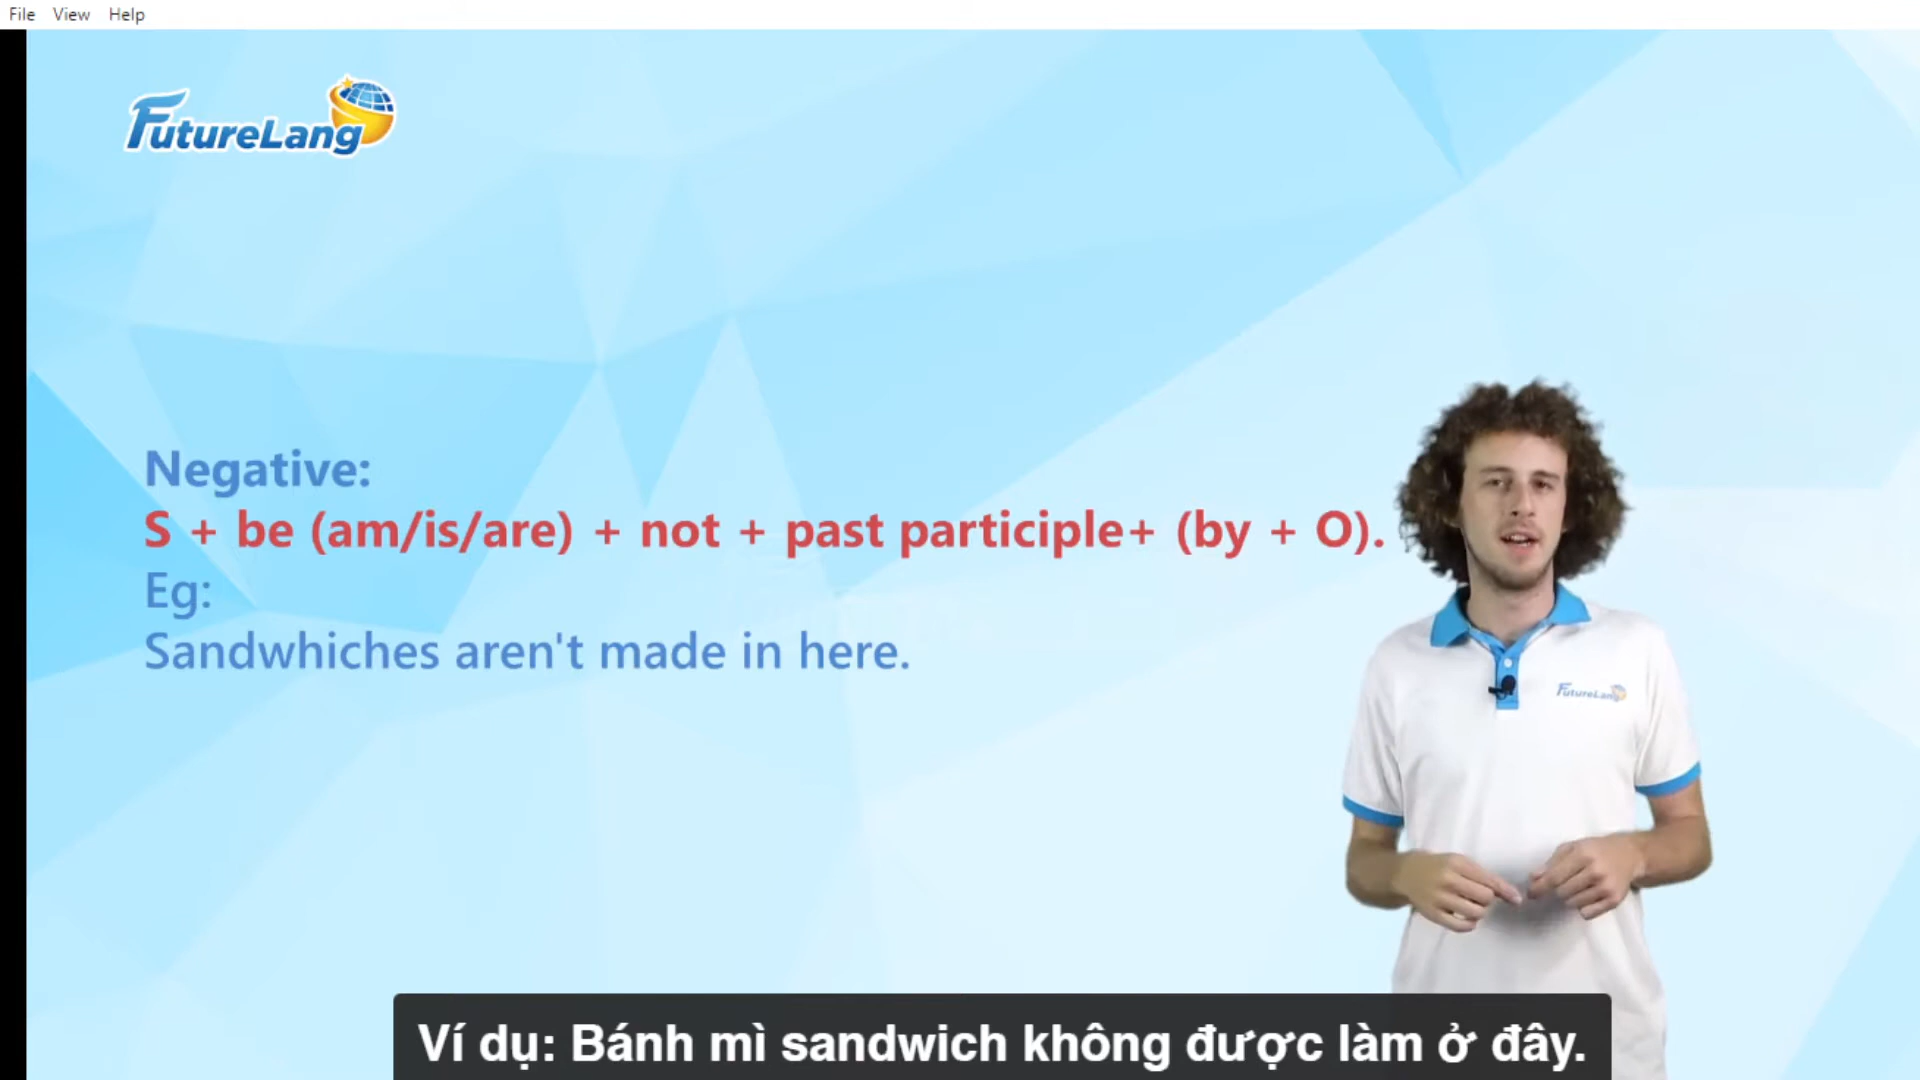 File View Help
FutureLang
Negative:
S + be (am/is/are) + not + past participle+ (by + O).
Eg:
Sandwhiches aren't made in here.
FutureLang
Ví dụ: Bánh mì sandwich không được làm ở đây.